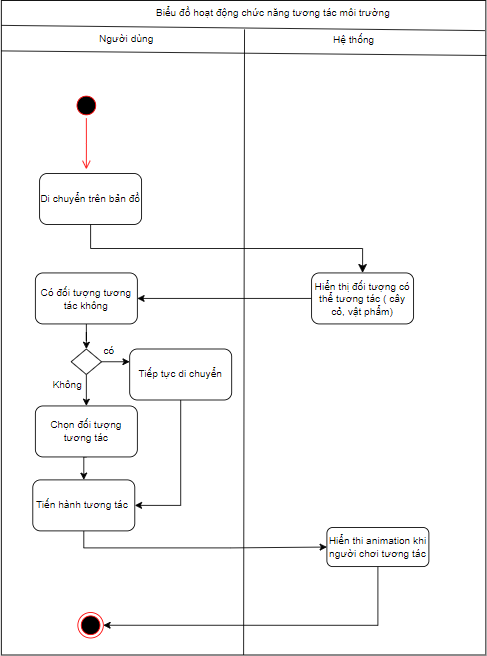 Biểu đồ hoạt động chức năng tương tác môi trường
Người dùng
Hệ thống
Di chuyển trên bản đồ
Hiển thị đối tượng có
thể tương tác ( cây
cỏ, vật phẩm)
Có đối tượng tương
tác không
có
Tiếp tực di chuyển
Không
Chọn đối tượng
tương tác
Tiến hành tương tác
Hiển thi animation khi
người chơi tương tác